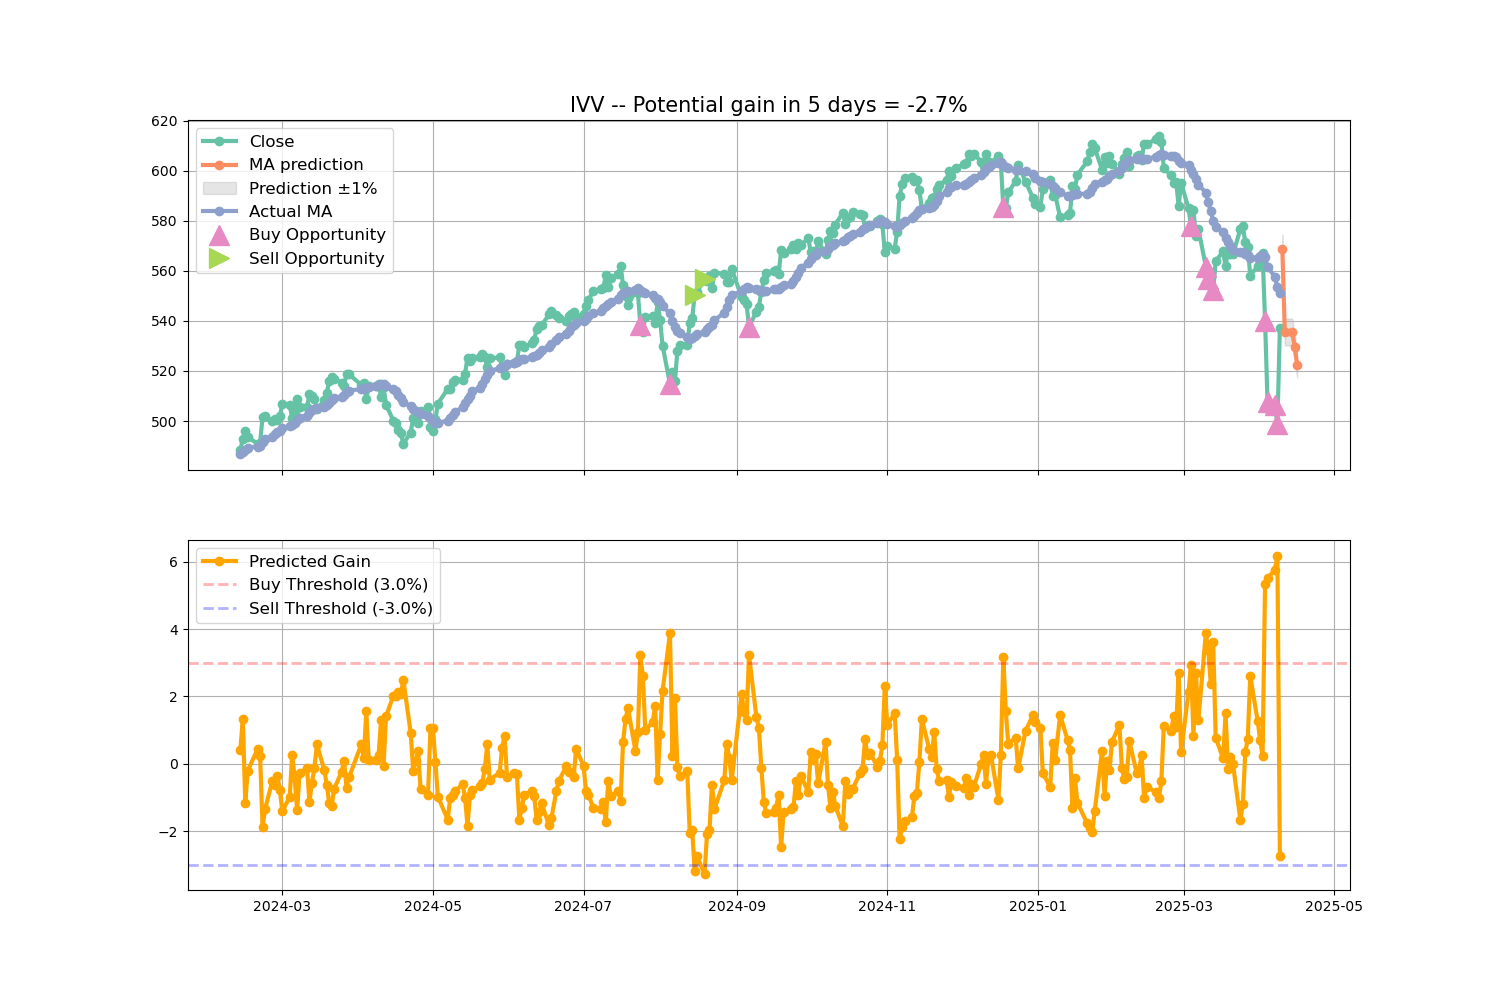 IVV -- Potential gain in 5 days = -2.7%
620
600
580
560
540
520
500
Close
MA prediction
Prediction ±1%
Actual MA
Buy Opportunity
Sell Opportunity
6
4
2
0
−2
Predicted Gain
Buy Threshold (3.0%)
Sell Threshold (-3.0%)
2024-03
2024-05
2024-07
2024-09
2024-11
2025-01
2025-03
2025-05